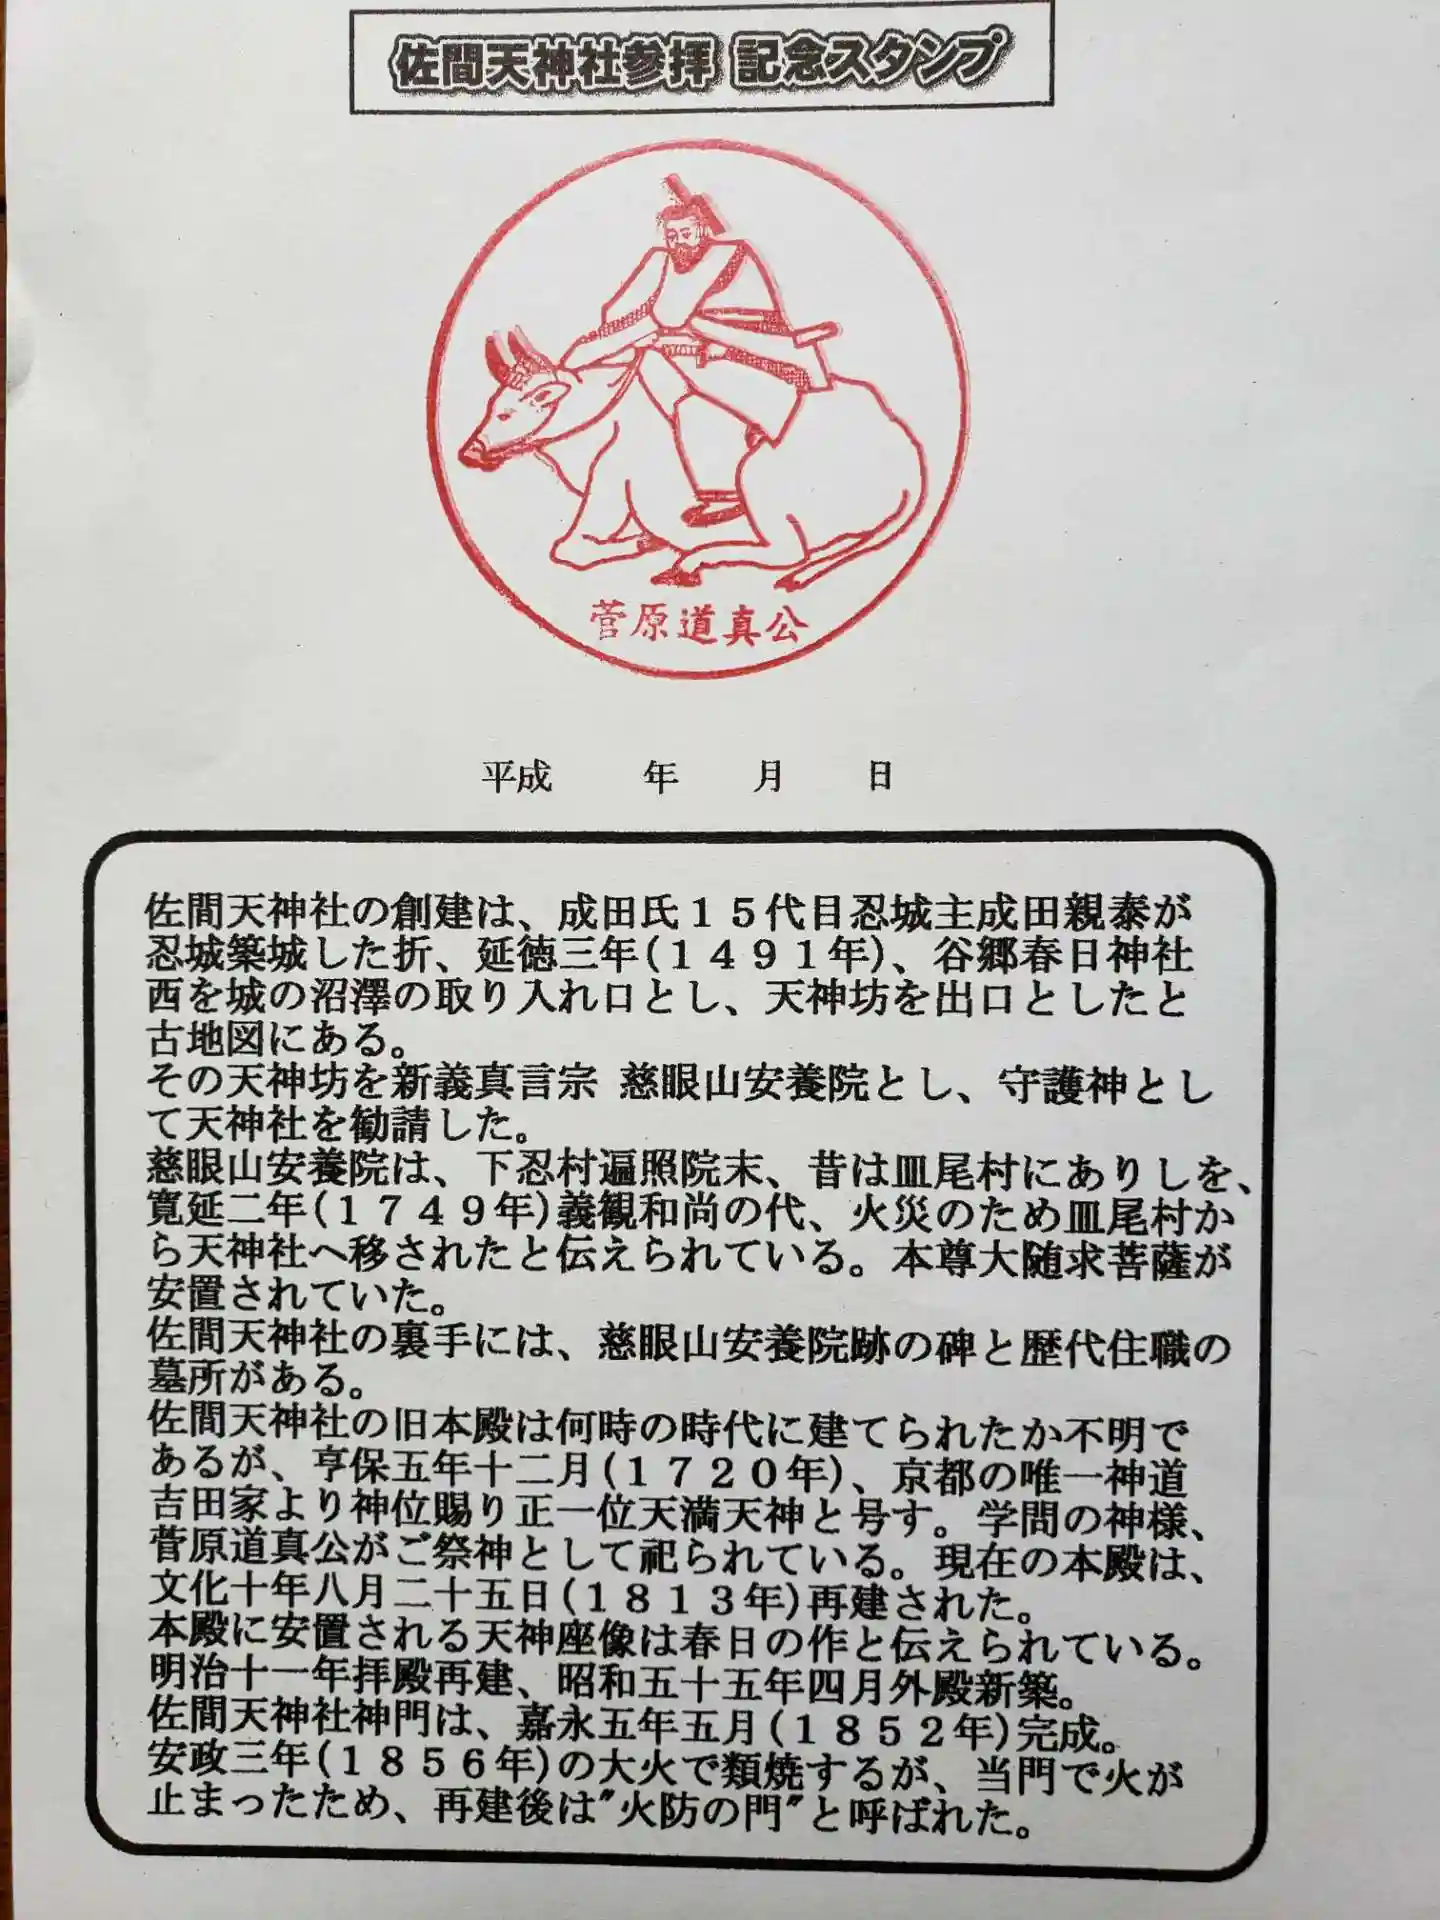 佐間天神社参拝 記念スタンプ
菅原道真公
平成 年 月 日
佐間天神社の創建は、成田氏１５代目忍城主成田親泰が
忍城築城した折、延徳三年(１４９１年)、谷郷春日神社
西を城の沼澤の取り入れ口とし、天神坊を出口としたと
古地図にある。
その天神坊を新義真言宗 慈眼山安養院とし、守護神とし
て天神社を勧請した。
慈眼山安養院は、下忍村遍照院末、昔は皿尾村にありしを、
寛延二年(１７４９年)義観和尚の代、火災のため皿尾村か
ら天神社へ移されたと伝えられている。本尊大随求菩薩が
安置されていた。
佐間天神社の裏手には、慈眼山安養院跡の碑と歴代住職の
墓所がある。
佐間天神社の旧本殿は何時の時代に建てられたか不明で
あるが、亨保五年十二月(１７２０年)、京都の唯一神道
吉田家より神位賜り正一位天満天神と号す。学問の神様、
菅原道真公がご祭神として祀られている。現在の本殿は、
文化十年八月二十五日(１８１３年)再建された。
本殿に安置される天神座像は春日の作と伝えられている。
明治十一年拝殿再建、昭和五十五年四月外殿新築。
佐間天神社神門は、嘉永五年五月(１８５２年)完成。
安政三年(１８５６年)の大火で類焼するが、当門で火が
止まったため、再建後は"火防の門"と呼ばれた。